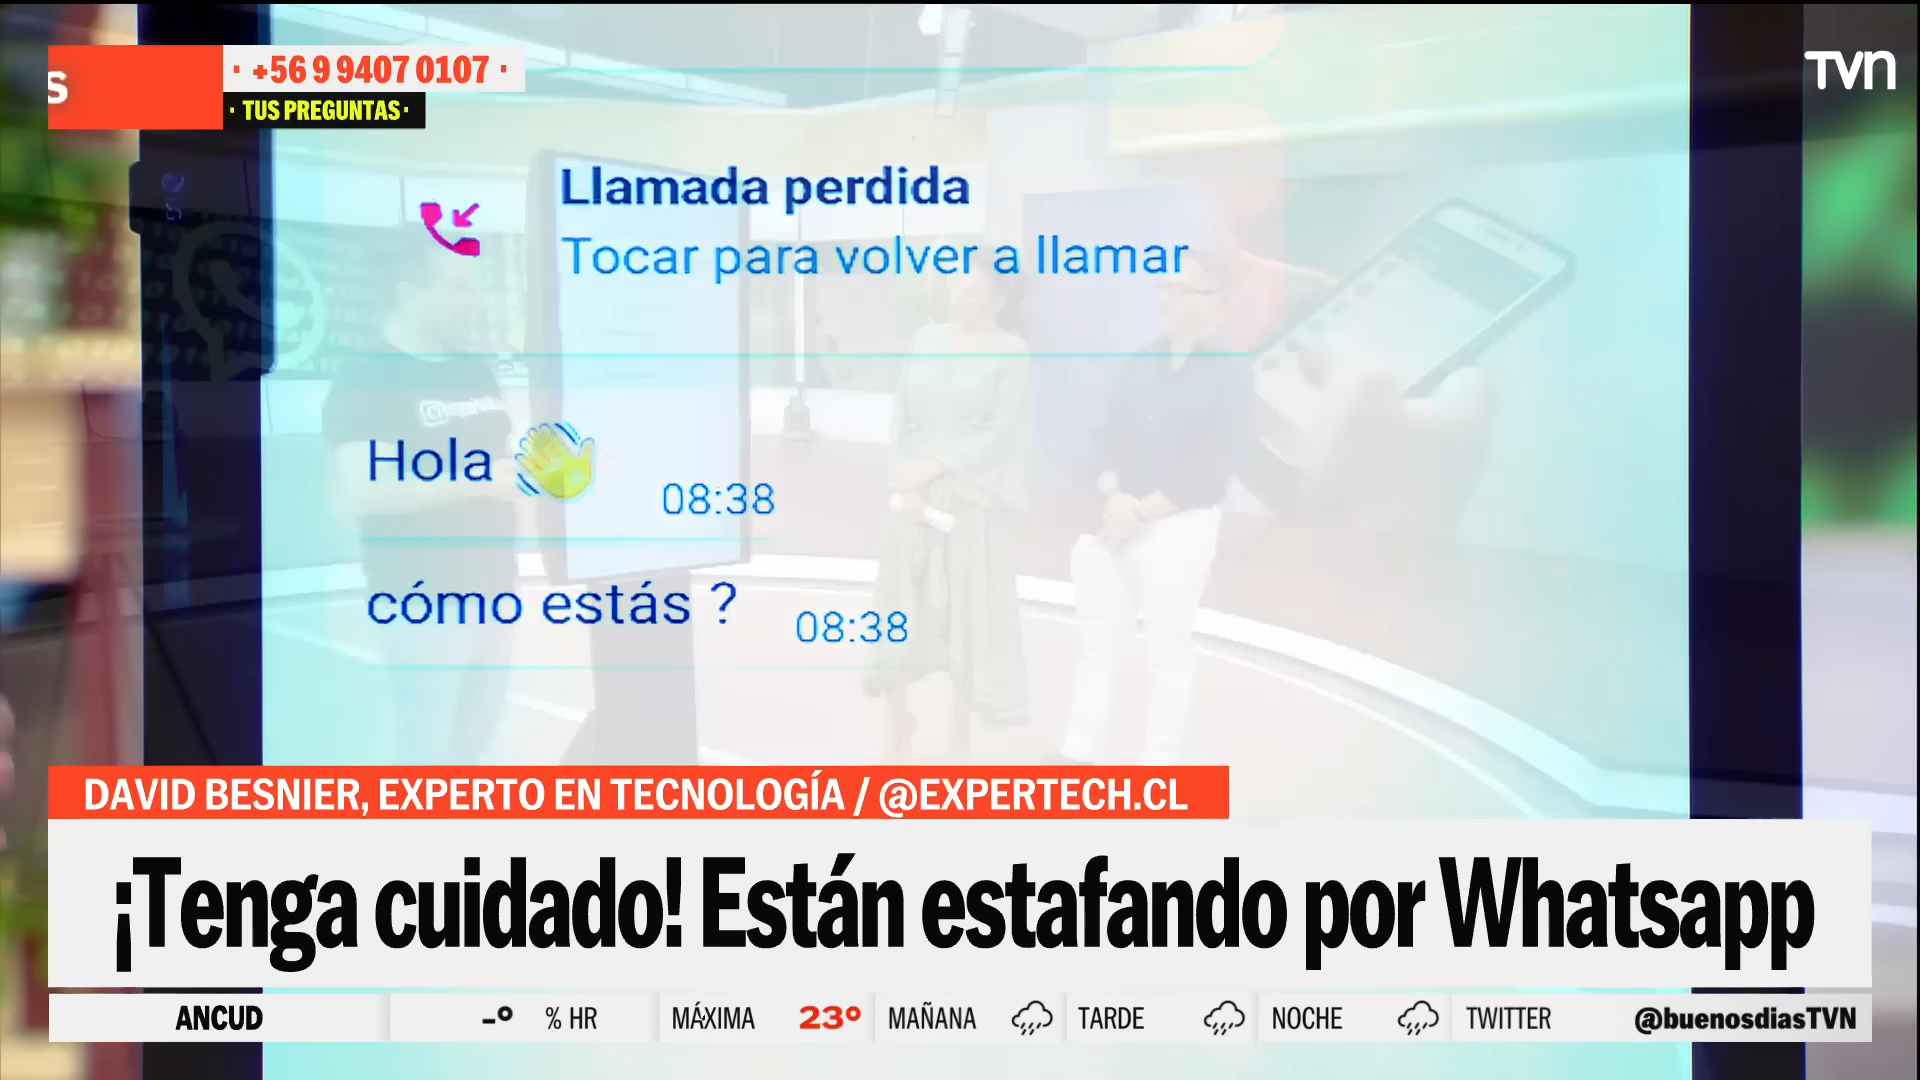 S
· +56 9 9407 0107 ·
· TUS PREGUNTAS ·
TVN
Llamada perdida
Tocar para volver a llamar
Hola 👋
08:38
cómo estás ?
08:38
DAVID BESNIER, EXPERTO EN TECNOLOGÍA / @EXPERTECH.CL
¡Tenga cuidado! Están estafando por Whatsapp
ANCUD -° % HR MÁXIMA 23° MAÑANA TARDE NOCHE TWITTER @buenosdiasTVN